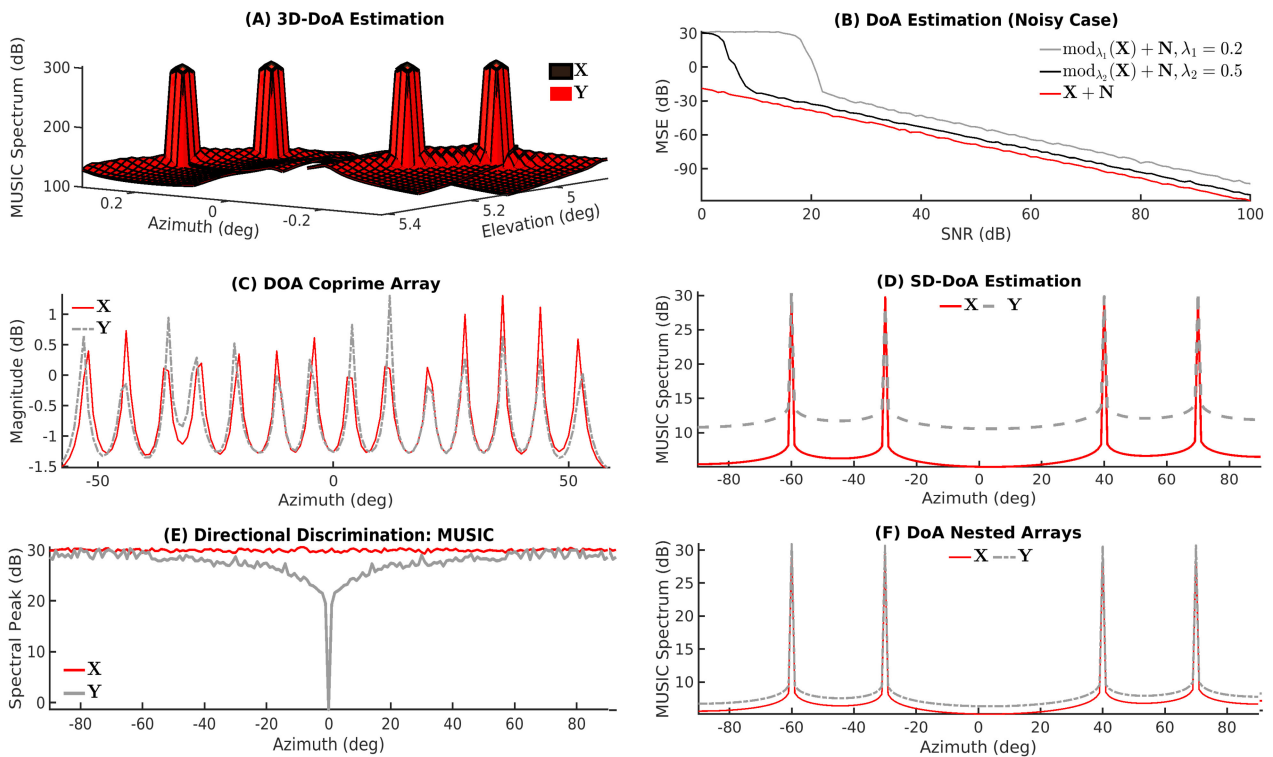 (A) 3D-DoA Estimation
MUSIC Spectrum (dB)
300
200
100
0.2
0
-0.2
Azimuth (deg)
5.4
5.2
5
Elevation (deg)
X
Y
(B) DoA Estimation (Noisy Case)
MSE (dB)
30
0
-30
-60
-90
0
20
40
60
80
100
SNR (dB)
mod_{λ_1}(X) + N, λ_1 = 0.2
mod_{λ_2}(X) + N, λ_2 = 0.5
X + N
(C) DOA Coprime Array
Magnitude (dB)
1
0.5
0
-0.5
-1
-1.5
-50
0
50
Azimuth (deg)
X
Y
(D) SD-DoA Estimation
MUSIC Spectrum (dB)
30
25
20
15
10
-80
-60
-40
-20
0
20
40
60
80
Azimuth (deg)
X Y
(E) Directional Discrimination: MUSIC
Spectral Peak (dB)
30
20
10
0
-80
-60
-40
-20
0
20
40
60
80
Azimuth (deg)
X
Y
(F) DoA Nested Arrays
MUSIC Spectrum (dB)
30
25
20
15
10
-80
-60
-40
-20
0
20
40
60
80
Azimuth (deg)
X Y